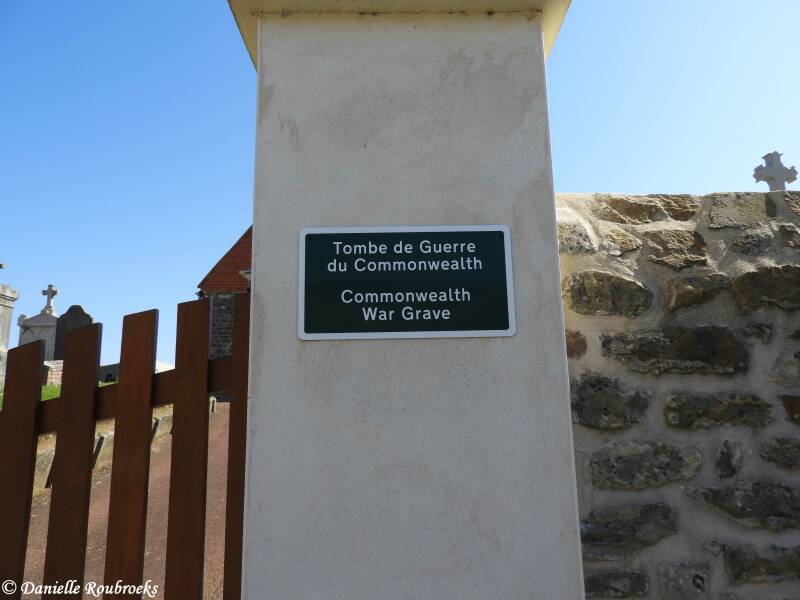 Tombe de Guerre
du Commonwealth
Commonwealth
War Grave
© Danielle Roubroeks